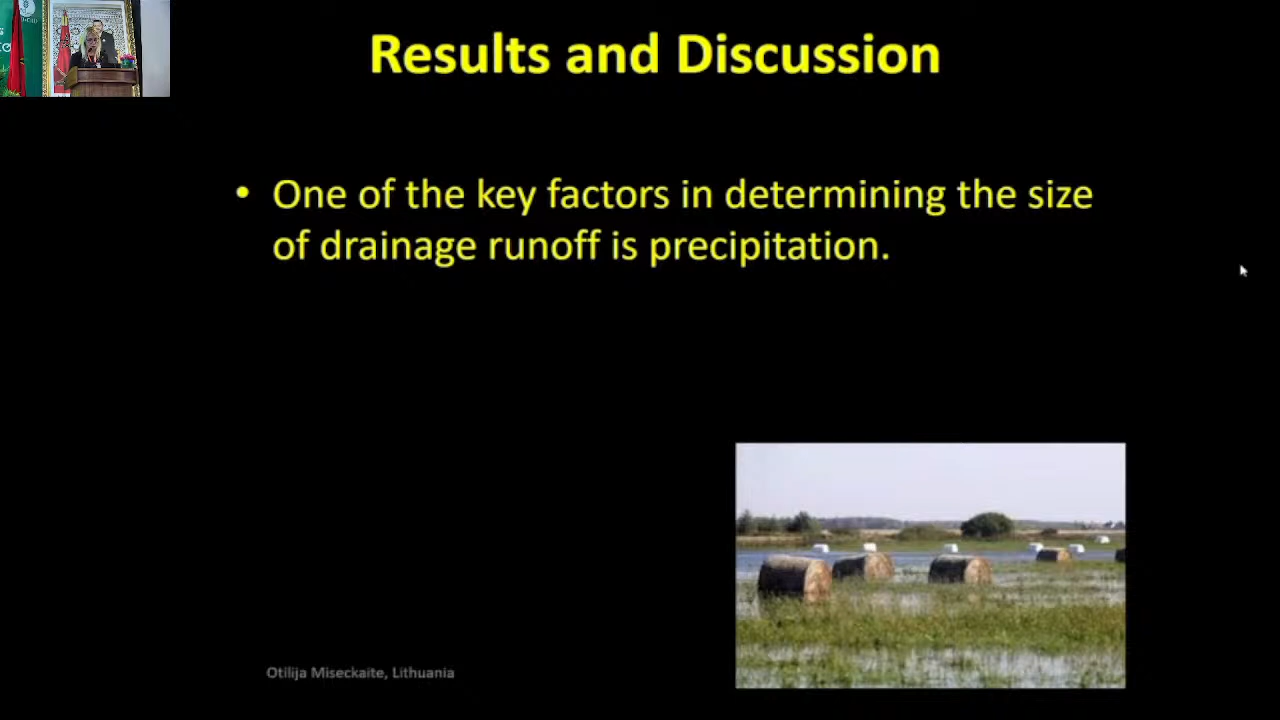 Results and Discussion
• One of the key factors in determining the size
of drainage runoff is precipitation.
Otilija Miseckaite, Lithuania